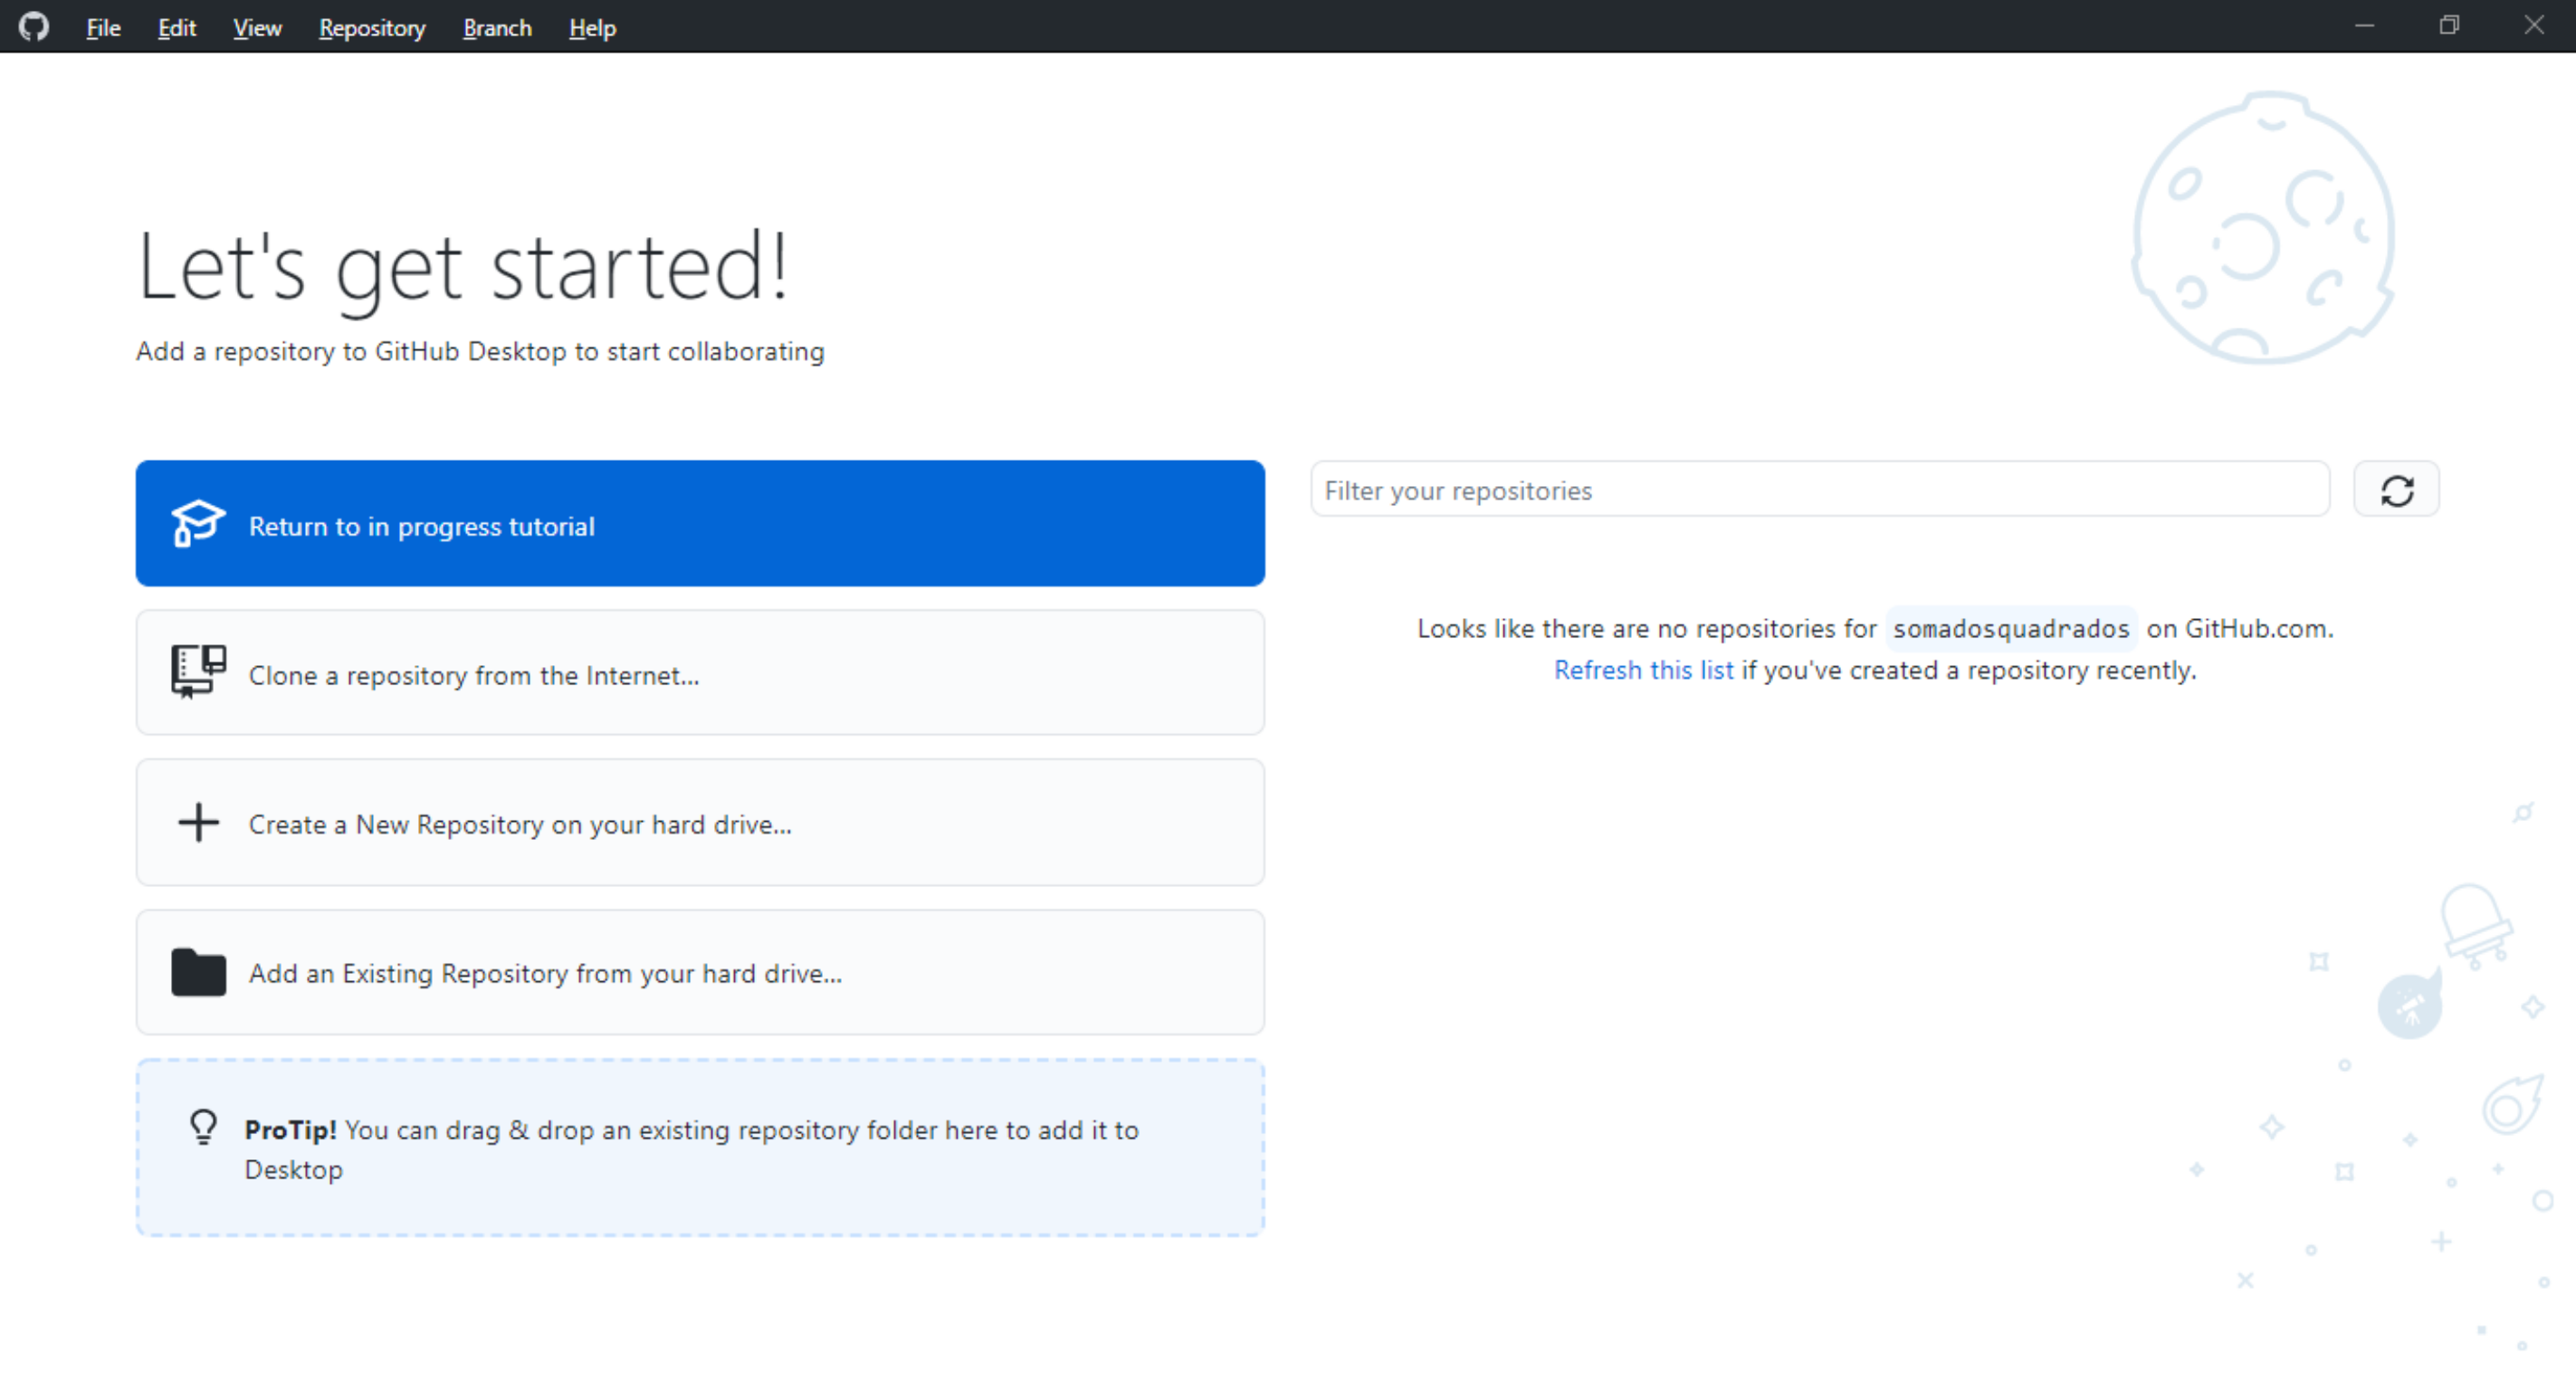 File Edit View Repository Branch Help
Let's get started!
Add a repository to GitHub Desktop to start collaborating
Return to in progress tutorial
Clone a repository from the Internet...
Create a New Repository on your hard drive...
Add an Existing Repository from your hard drive...
ProTip! You can drag & drop an existing repository folder here to add it to
Desktop
Filter your repositories
Looks like there are no repositories for somadosquadrados on GitHub.com.
Refresh this list if you've created a repository recently.